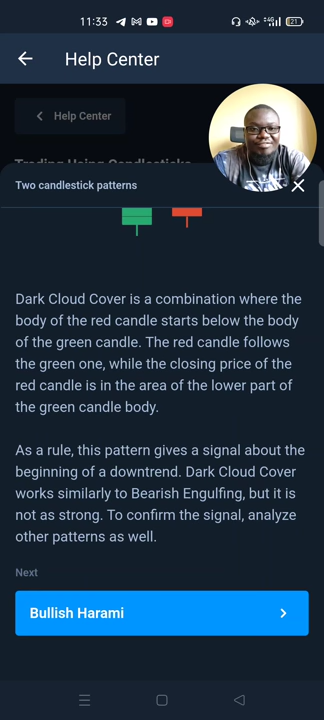 11:33
21
Help Center
Help Center
Trading Using Candlesticks
Two candlestick patterns
Dark Cloud Cover is a combination where the
body of the red candle starts below the body
of the green candle. The red candle follows
the green one, while the closing price of the
red candle is in the area of the lower part of
the green candle body.
As a rule, this pattern gives a signal about the
beginning of a downtrend. Dark Cloud Cover
works similarly to Bearish Engulfing, but it is
not as strong. To confirm the signal, analyze
other patterns as well.
Next
Bullish Harami